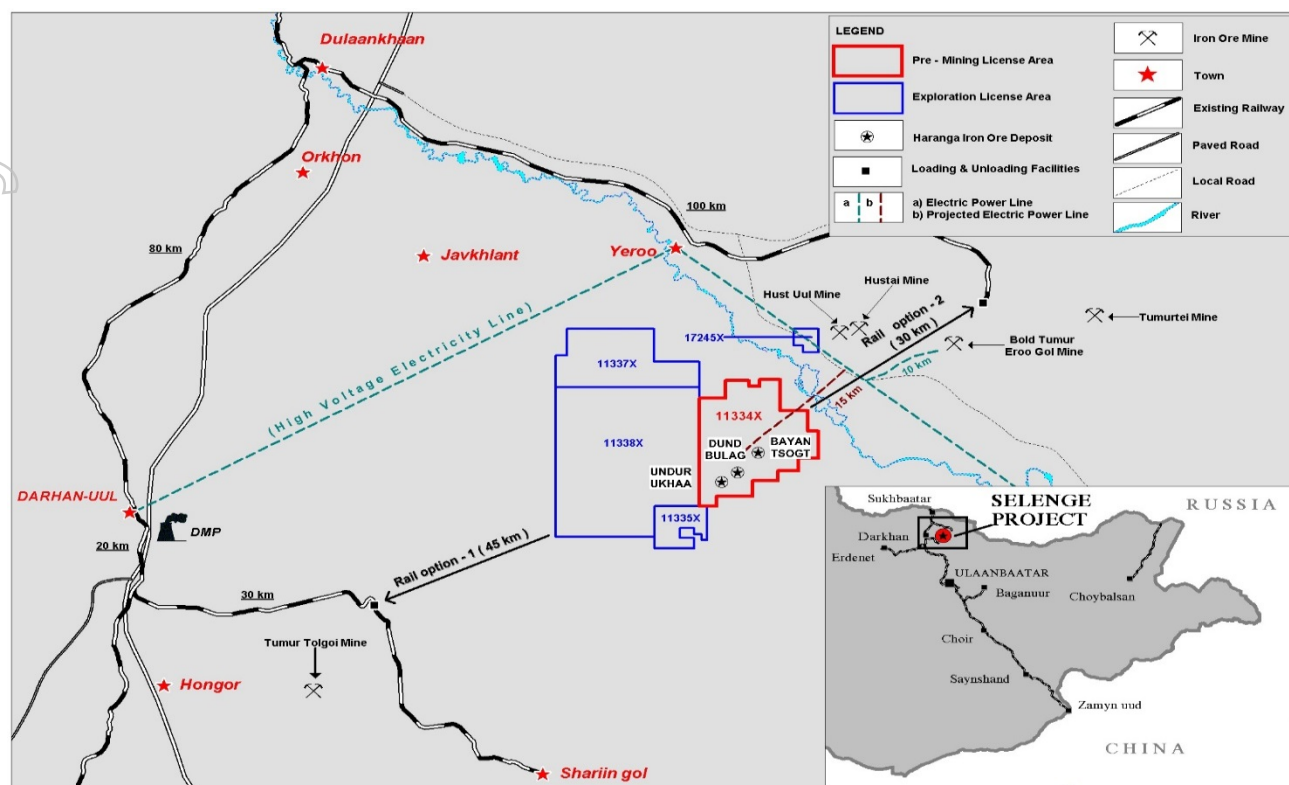 Dulaankhaan
Orkhon
80 km
Javkhlant
100 km
Yeroo
(High Voltage Electricity Line)
DARHAN-UUL
DMP
20 km
30 km
Rail option - 1 ( 45 km )
Tumur Tolgoi Mine
Hongor
Shariin gol
11337X
11338X
11335X
17245X
11334X
DUND
BULAG
BAYAN
TSOGT
UNDUR
UKHAA
15 km
10 km
Rail option - 2
( 30 km )
Hust Uul Mine
Hustai Mine
Tumurtei Mine
Bold Tumur
Eroo Gol Mine
LEGEND
Pre - Mining License Area
Exploration License Area
Haranga Iron Ore Deposit
Loading & Unloading Facilities
a b
a) Electric Power Line
b) Projected Electric Power Line
Iron Ore Mine
Town
Existing Railway
Paved Road
Local Road
River
Sukhbaatar
SELENGE
PROJECT
RUSSIA
Darkhan
Erdenet
ULAANBAATAR
Baganuur
Choybalsan
Choir
Saynshand
Zamyn uud
CHINA